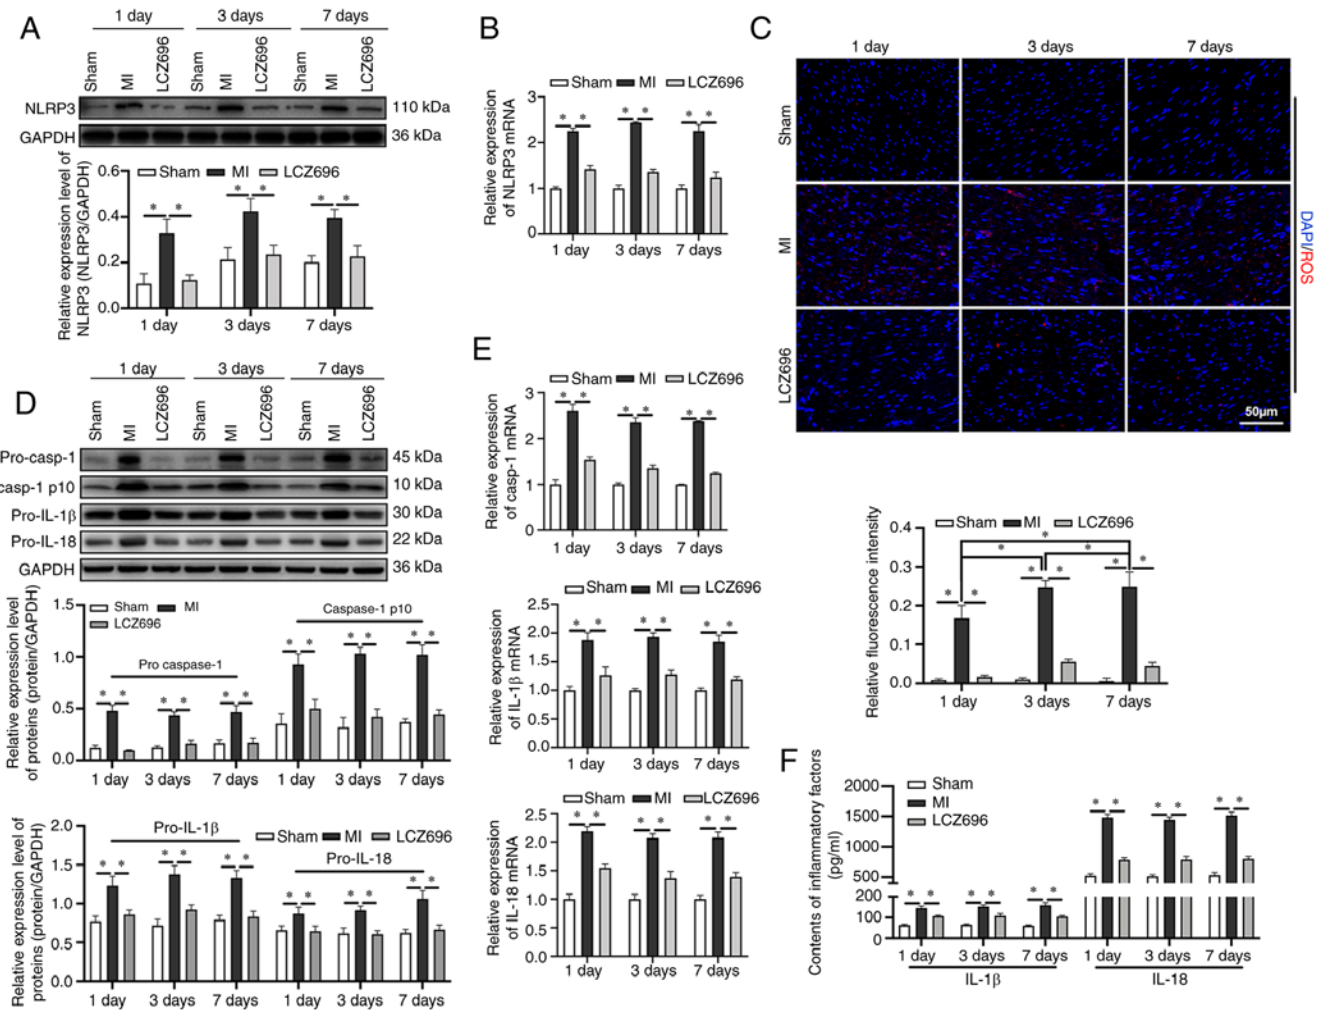 A
1 day 3 days 7 days
Sham MI LCZ696 Sham MI LCZ696 Sham MI LCZ696
NLRP3 110 kDa
GAPDH 36 kDa
Relative expression level of
NLRP3 (NLRP3/GAPDH)
Sham MI LCZ696
0.6
0.4
0.2
0.0
* * * * * *
1 day 3 days 7 days
B
Sham MI LCZ696
Relative expression
of NLRP3 mRNA
3
2
1
0
* * * * * *
1 day 3 days 7 days
C
1 day 3 days 7 days
Sham
MI
LCZ696
DAPI/ROS
50μm
Relative fluorescence intensity
Sham MI LCZ696
0.4
0.3
0.2
0.1
0.0
*
* *
* * * * * *
1 day 3 days 7 days
D
1 day 3 days 7 days
Sham MI LCZ696 Sham MI LCZ696 Sham MI LCZ696
Pro-casp-1 45 kDa
casp-1 p10 10 kDa
Pro-IL-1β 30 kDa
Pro-IL-18 22 kDa
GAPDH 36 kDa
Relative expression level
of proteins (protein/GAPDH)
1.5
1.0
0.5
0.0
Sham MI
LCZ696
Caspase-1 p10
Pro caspase-1
* * * * * * * * * * * *
1 day 3 days 7 days 1 day 3 days 7 days
Relative expression level of
proteins (protein/GAPDH)
2.0
1.5
1.0
0.5
0.0
Pro-IL-1β
Sham MI LCZ696
Pro-IL-18
* * * * * * * * * * * *
1 day 3 days 7 days 1 day 3 days 7 days
E
Sham MI LCZ696
Relative expression
of casp-1 mRNA
3
2
1
0
* * * * * *
1 day 3 days 7 days
Sham MI LCZ696
Relative expression
of IL-1β mRNA
2.5
2.0
1.5
1.0
0.5
0.0
* * * * * *
1 day 3 days 7 days
Sham MI LCZ696
Relative expression
of IL-18 mRNA
2.5
2.0
1.5
1.0
0.5
0.0
* * * * * *
1 day 3 days 7 days
F
Contents of inflammatory factors
(pg/ml)
Sham
MI
LCZ696
2000
1500
1000
500
200
100
0
* * * * * * * * * * * *
1 day 3 days 7 days 1 day 3 days 7 days
IL-1β IL-18